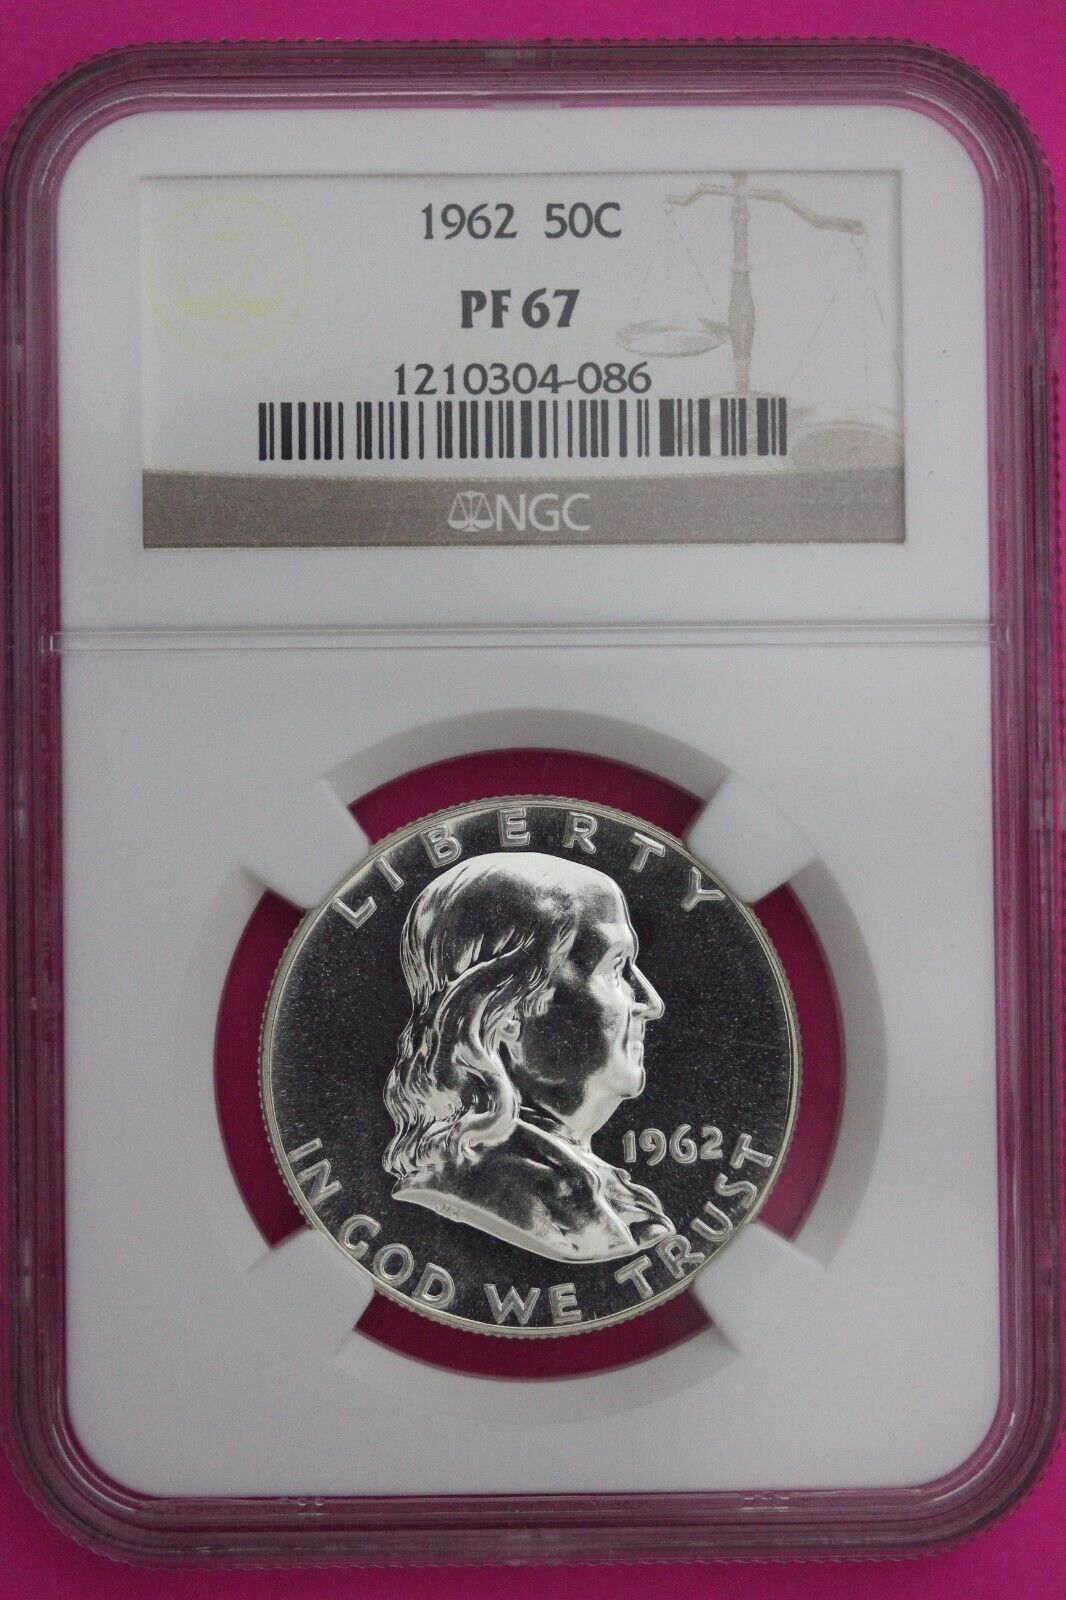 1962 50C
PF 67
1210304-086
NGC
LIBERTY
1962
IN GOD WE TRUST